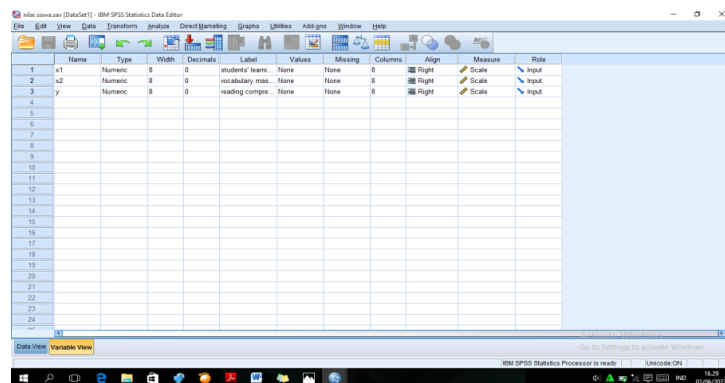 nilai siswa.sav [DataSet1] - IBM SPSS Statistics Data Editor
File Edit View Data Transform Analyze Direct Marketing Graphs Utilities Add-ons Window Help
Name Type Width Decimals Label Values Missing Columns Align Measure Role
1 x1 Numeric 8 0 students' learni... None None 8 Right Scale Input
2 x2 Numeric 8 0 vocabulary mas... None None 8 Right Scale Input
3 y Numeric 8 0 reading compre... None None 8 Right Scale Input
4
5
6
7
8
9
10
11
12
13
14
15
16
17
18
19
20
21
22
23
24
Data View Variable View
Activate Windows
Go to Settings to activate Windows.
IBM SPSS Statistics Processor is ready Unicode:ON
IND 16.29